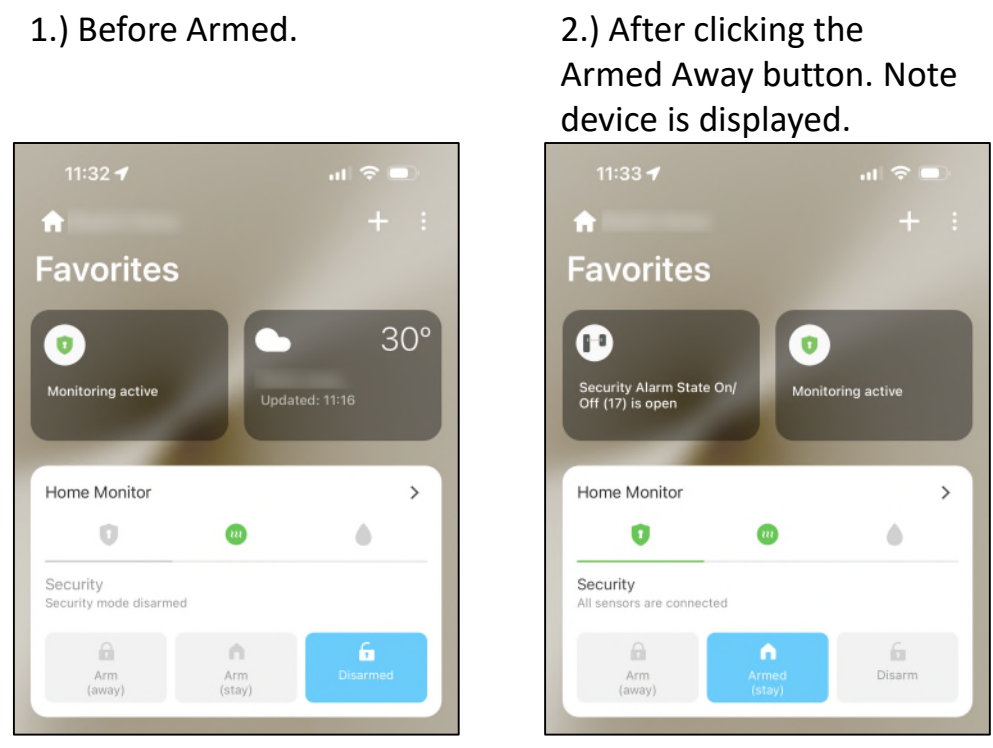 1.) Before Armed.
11:32
Favorites
Monitoring active
30°
Updated: 11:16
Home Monitor
Security
Security mode disarmed
Arm
(away)
Arm
(stay)
Disarmed
2.) After clicking the
Armed Away button. Note
device is displayed.
11:33
Favorites
Security Alarm State On/
Off (17) is open
Monitoring active
Home Monitor
Security
All sensors are connected
Arm
(away)
Armed
(stay)
Disarm